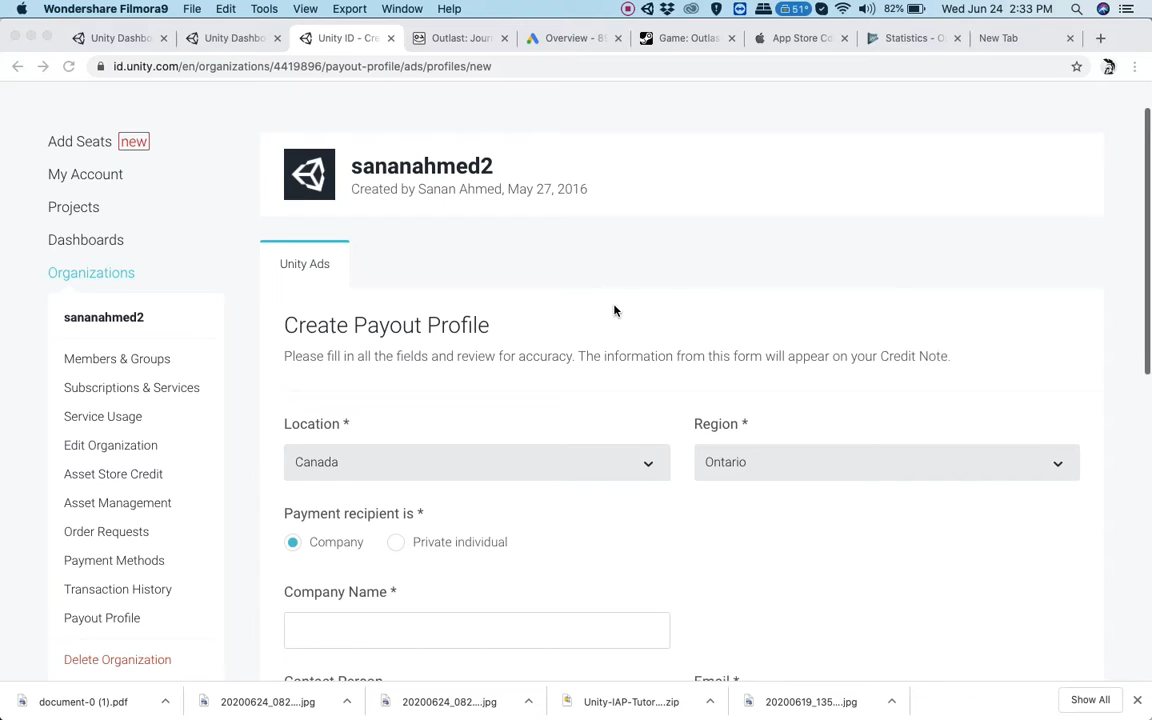 Wondershare Filmora9 File Edit Tools View Export Window Help 51° 82% Wed Jun 24 2:33 PM
Unity Dashbo Unity Dashbo Unity ID - Cre Outlast: Jour Overview - 8 Game: Outlas App Store Co Statistics - O New Tab
id.unity.com/en/organizations/4419896/payout-profile/ads/profiles/new
Add Seats new
My Account
Projects
Dashboards
Organizations
sananahmed2
Members & Groups
Subscriptions & Services
Service Usage
Edit Organization
Asset Store Credit
Asset Management
Order Requests
Payment Methods
Transaction History
Payout Profile
Delete Organization
sananahmed2
Created by Sanan Ahmed, May 27, 2016
Unity Ads
Create Payout Profile
Please fill in all the fields and review for accuracy. The information from this form will appear on your Credit Note.
Location * Region *
Canada Ontario
Payment recipient is *
Company Private individual
Company Name *
Contact Person Email *
document-0 (1).pdf 20200624_082....jpg 20200624_082....jpg Unity-IAP-Tutor....zip 20200619_135....jpg Show All